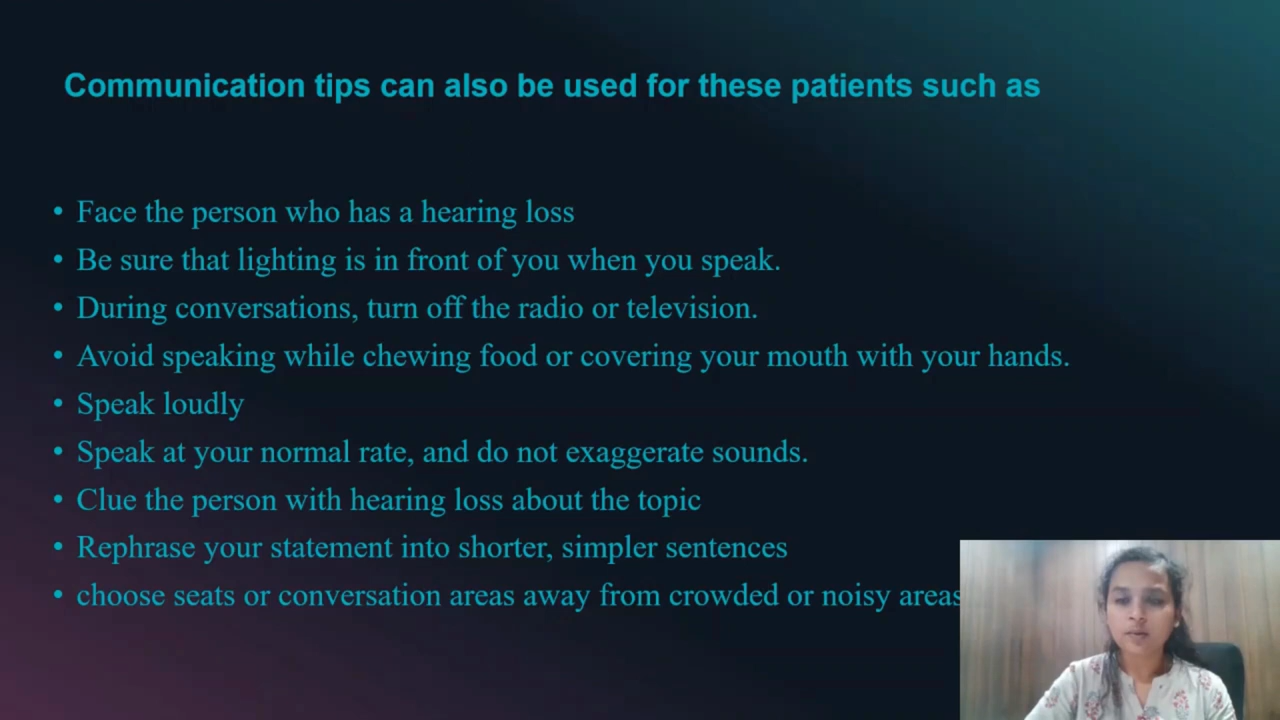 Communication tips can also be used for these patients such as
• Face the person who has a hearing loss
• Be sure that lighting is in front of you when you speak.
• During conversations, turn off the radio or television.
• Avoid speaking while chewing food or covering your mouth with your hands.
• Speak loudly
• Speak at your normal rate, and do not exaggerate sounds.
• Clue the person with hearing loss about the topic
• Rephrase your statement into shorter, simpler sentences
• choose seats or conversation areas away from crowded or noisy areas